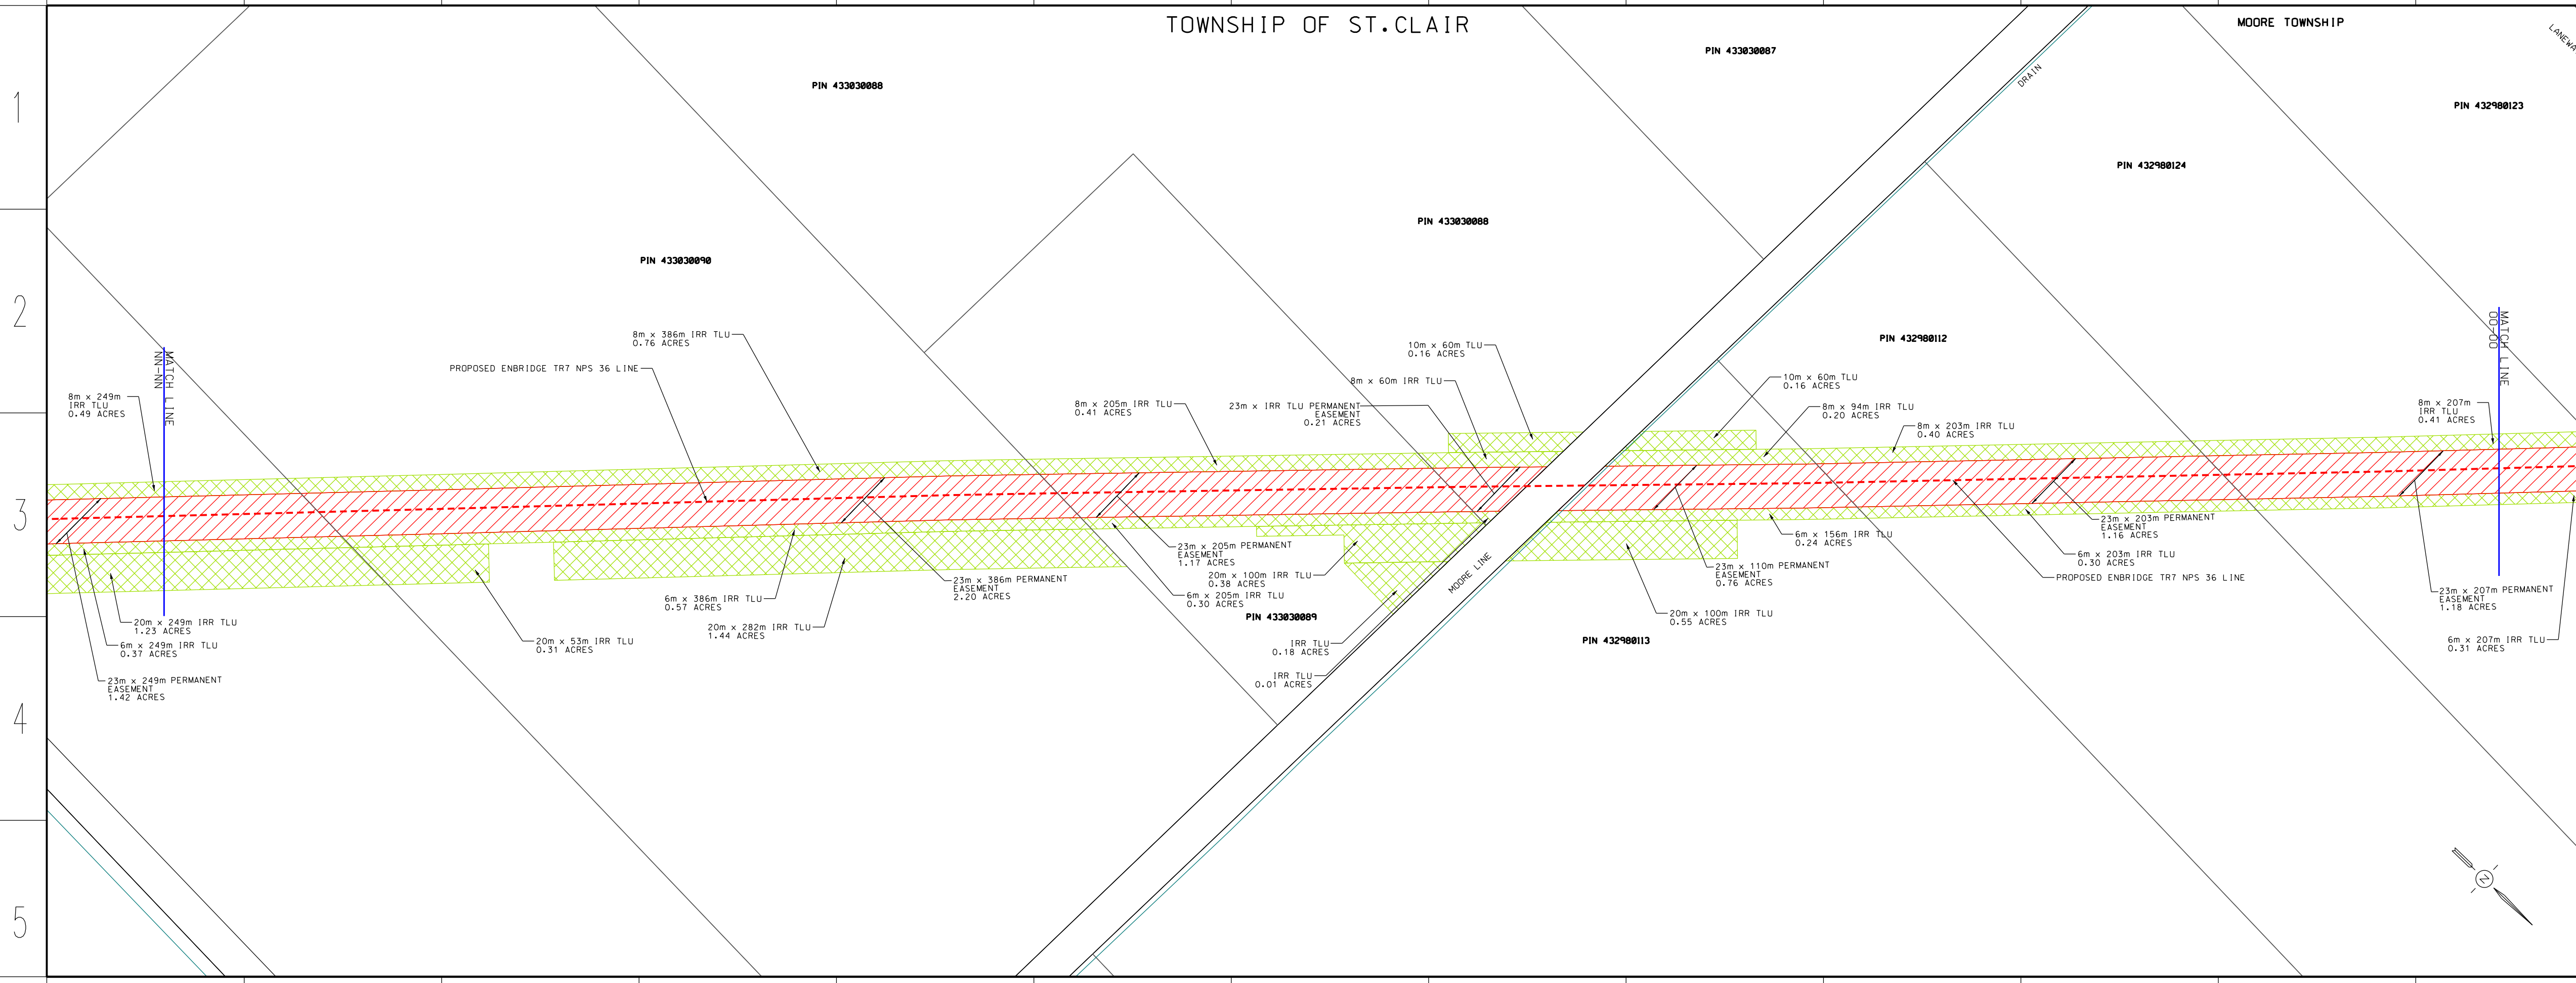 TOWNSHIP OF ST.CLAIR
MOORE TOWNSHIP
PIN 433030087
PIN 433030088
DRAIN
PIN 432980123
PIN 432980124
1
PIN 433030088
PIN 433030090
2
8m x 386m IRR TLU
0.76 ACRES
PROPOSED ENBRIDGE TR7 NPS 36 LINE
10m x 60m TLU
0.16 ACRES
PIN 432980112
MATCH LINE
NN-NN
MATCH LINE
OO-OO
8m x 249m
IRR TLU
0.49 ACRES
8m x 205m IRR TLU
0.41 ACRES
8m x 60m IRR TLU
23m x IRR TLU PERMANENT
EASEMENT
0.21 ACRES
10m x 60m TLU
0.16 ACRES
8m x 94m IRR TLU
0.20 ACRES
8m x 203m IRR TLU
0.40 ACRES
8m x 207m
IRR TLU
0.41 ACRES
3
23m x 205m PERMANENT
EASEMENT
1.17 ACRES
20m x 100m IRR TLU
0.38 ACRES
6m x 205m IRR TLU
0.30 ACRES
23m x 386m PERMANENT
EASEMENT
2.20 ACRES
6m x 386m IRR TLU
0.57 ACRES
20m x 282m IRR TLU
1.44 ACRES
MOORE LINE
23m x 110m PERMANENT
EASEMENT
0.76 ACRES
6m x 156m IRR TLU
0.24 ACRES
23m x 203m PERMANENT
EASEMENT
1.16 ACRES
6m x 203m IRR TLU
0.30 ACRES
PROPOSED ENBRIDGE TR7 NPS 36 LINE
23m x 207m PERMANENT
EASEMENT
1.18 ACRES
20m x 100m IRR TLU
0.55 ACRES
PIN 433030089
PIN 432980113
6m x 207m IRR TLU
0.31 ACRES
20m x 249m IRR TLU
1.23 ACRES
6m x 249m IRR TLU
0.37 ACRES
20m x 53m IRR TLU
0.31 ACRES
23m x 249m PERMANENT
EASEMENT
1.42 ACRES
IRR TLU
0.18 ACRES
IRR TLU
0.01 ACRES
4
5
N